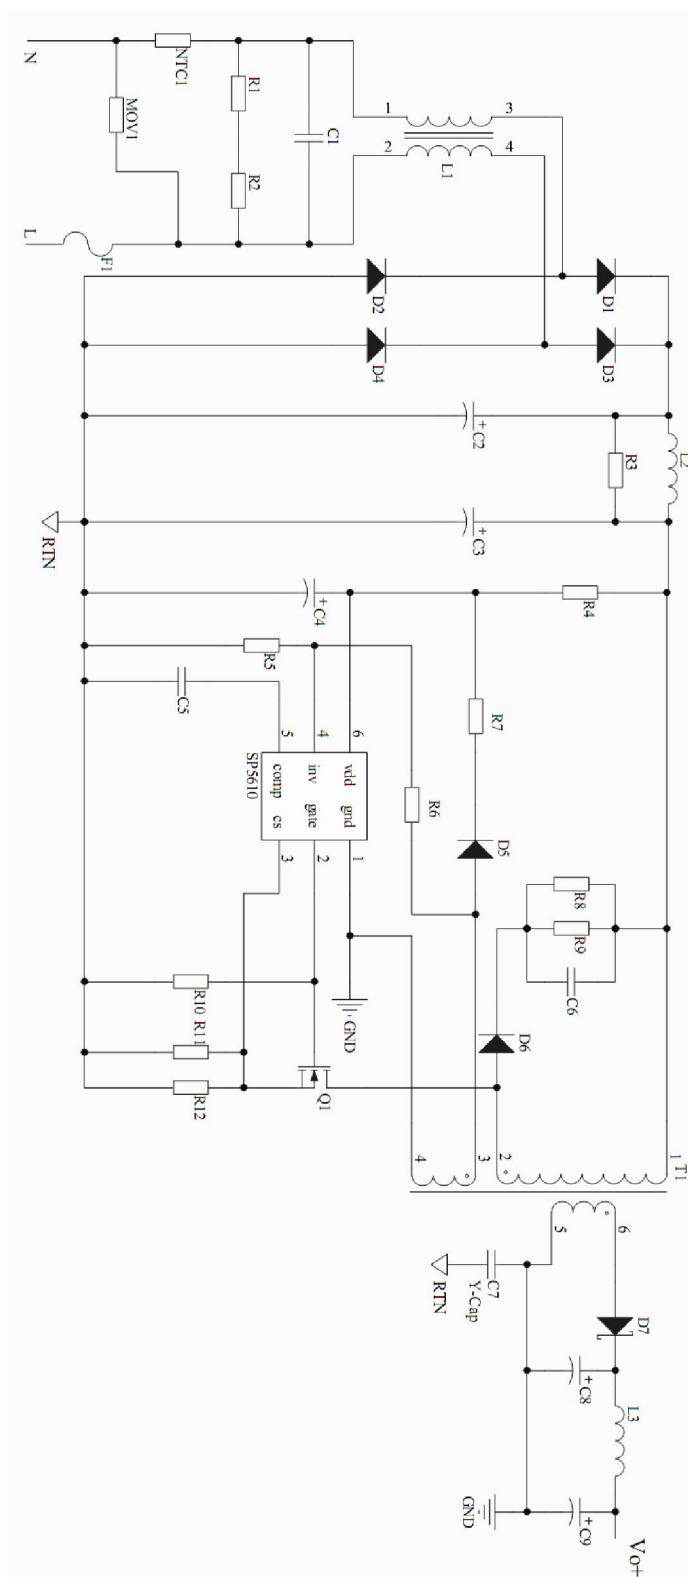 N
NTC1
MOV1
R1
R2
C1
L
F1
1
3
2
4
L1
D2
D1
D4
D3
C2
+
R3
L2
C3
+
RTN
C4
+
R4
R5
C5
R7
R6
5
4
6
SP5610
comp
inv
vdd
cs
gate
gnd
3
2
1
D5
R8
R9
C6
D6
GND
R10
R11
R12
Q1
4
3
2
1
T1
5
6
C7
Y-Cap
RTN
D7
+
C8
L3
GND
+
C9
Vo+